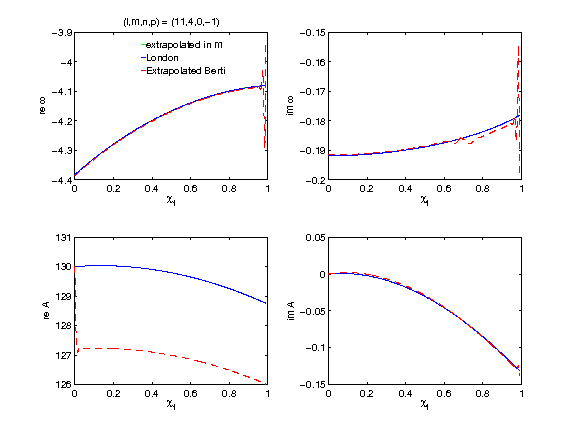 (l,m,n,p) = (11,4,0,−1)
−3.9
−4
−4.1
−4.2
−4.3
−4.4
re ω
0 0.2 0.4 0.6 0.8 1
χf
extrapolated in M
London
Extrapolated Berti
−0.15
−0.16
−0.17
−0.18
−0.19
−0.2
im ω
0 0.2 0.4 0.6 0.8 1
χf
131
130
129
128
127
126
re A
0 0.2 0.4 0.6 0.8 1
χf
0.05
0
−0.05
−0.1
−0.15
im A
0 0.2 0.4 0.6 0.8 1
χf